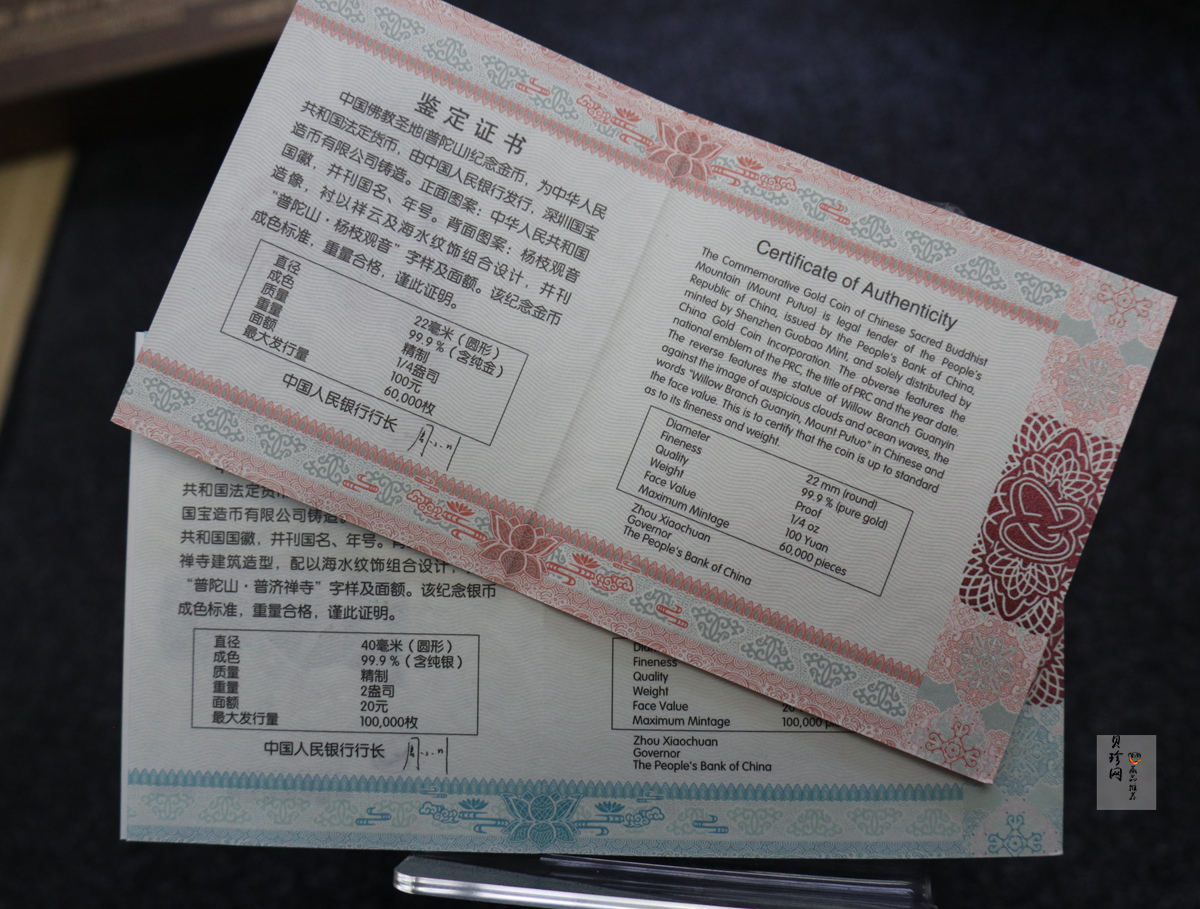 鉴定证书
中国佛教圣地(普陀山)纪念金币，为中华人民
共和国法定货币，由中国人民银行发行，深圳国宝
造币有限公司铸造。正面图案：中华人民共和国
国徽，并刊国名、年号。背面图案：杨枝观音
造像，衬以祥云及海水纹饰组合设计，并刊
“普陀山·杨枝观音”字样及面额。该纪念金币
成色标准，重量合格，谨此证明。
直径 22毫米（圆形）
成色 99.9％（含纯金）
质量 精制
重量 1/4盎司
面额 100元
最大发行量 60,000枚
中国人民银行行长
Certificate of Authenticity
The Commemorative Gold Coin of Chinese Sacred Buddhist
Mountain (Mount Putuo) is legal tender of the People's
Republic of China, issued by the People's Bank of China,
minted by Shenzhen Guobao Mint, and solely distributed by
China Gold Coin Incorporation. The obverse features the
national emblem of the PRC, the title of PRC and the year date.
The reverse features the statue of Willow Branch Guanyin
against the image of auspicious clouds and ocean waves, the
words "Willow Branch Guanyin, Mount Putuo" in Chinese and
the face value. This is to certify that the coin is up to standard
as to its fineness and weight.
Diameter 22 mm (round)
Fineness 99.9 % (pure gold)
Quality Proof
Weight 1/4 oz
Face Value 100 Yuan
Maximum Mintage 60,000 pieces
Zhou Xiaochuan
Governor
The People's Bank of China
共和国法定货
国宝造币有限公司铸造。
共和国国徽，并刊国名、年号。
禅寺建筑造型，配以海水纹饰组合设计，
“普陀山·普济禅寺”字样及面额。该纪念银币
成色标准，重量合格，谨此证明。
直径 40毫米（圆形）
成色 99.9％（含纯银）
质量 精制
重量 2盎司
面额 20元
最大发行量 100,000枚
中国人民银行行长
Fineness
Quality
Weight
Face Value 20
Maximum Mintage 100,000
Zhou Xiaochuan
Governor
The People's Bank of China
贝珍网